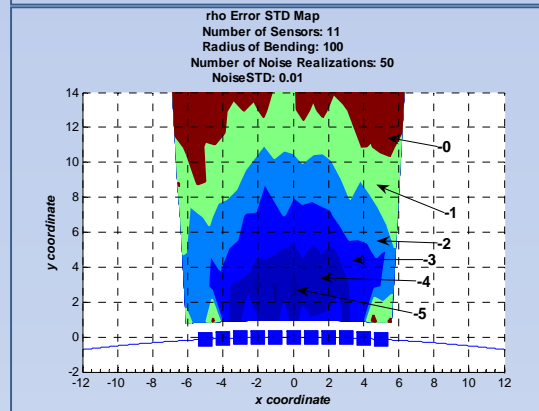 rho Error STD Map
Number of Sensors: 11
Radius of Bending: 100
Number of Noise Realizations: 50
NoiseSTD: 0.01
14
12
10
8
6
4
2
0
-2
y coordinate
-0
-1
-2
-3
-4
-5
-12 -10 -8 -6 -4 -2 0 2 4 6 8 10 12
x coordinate